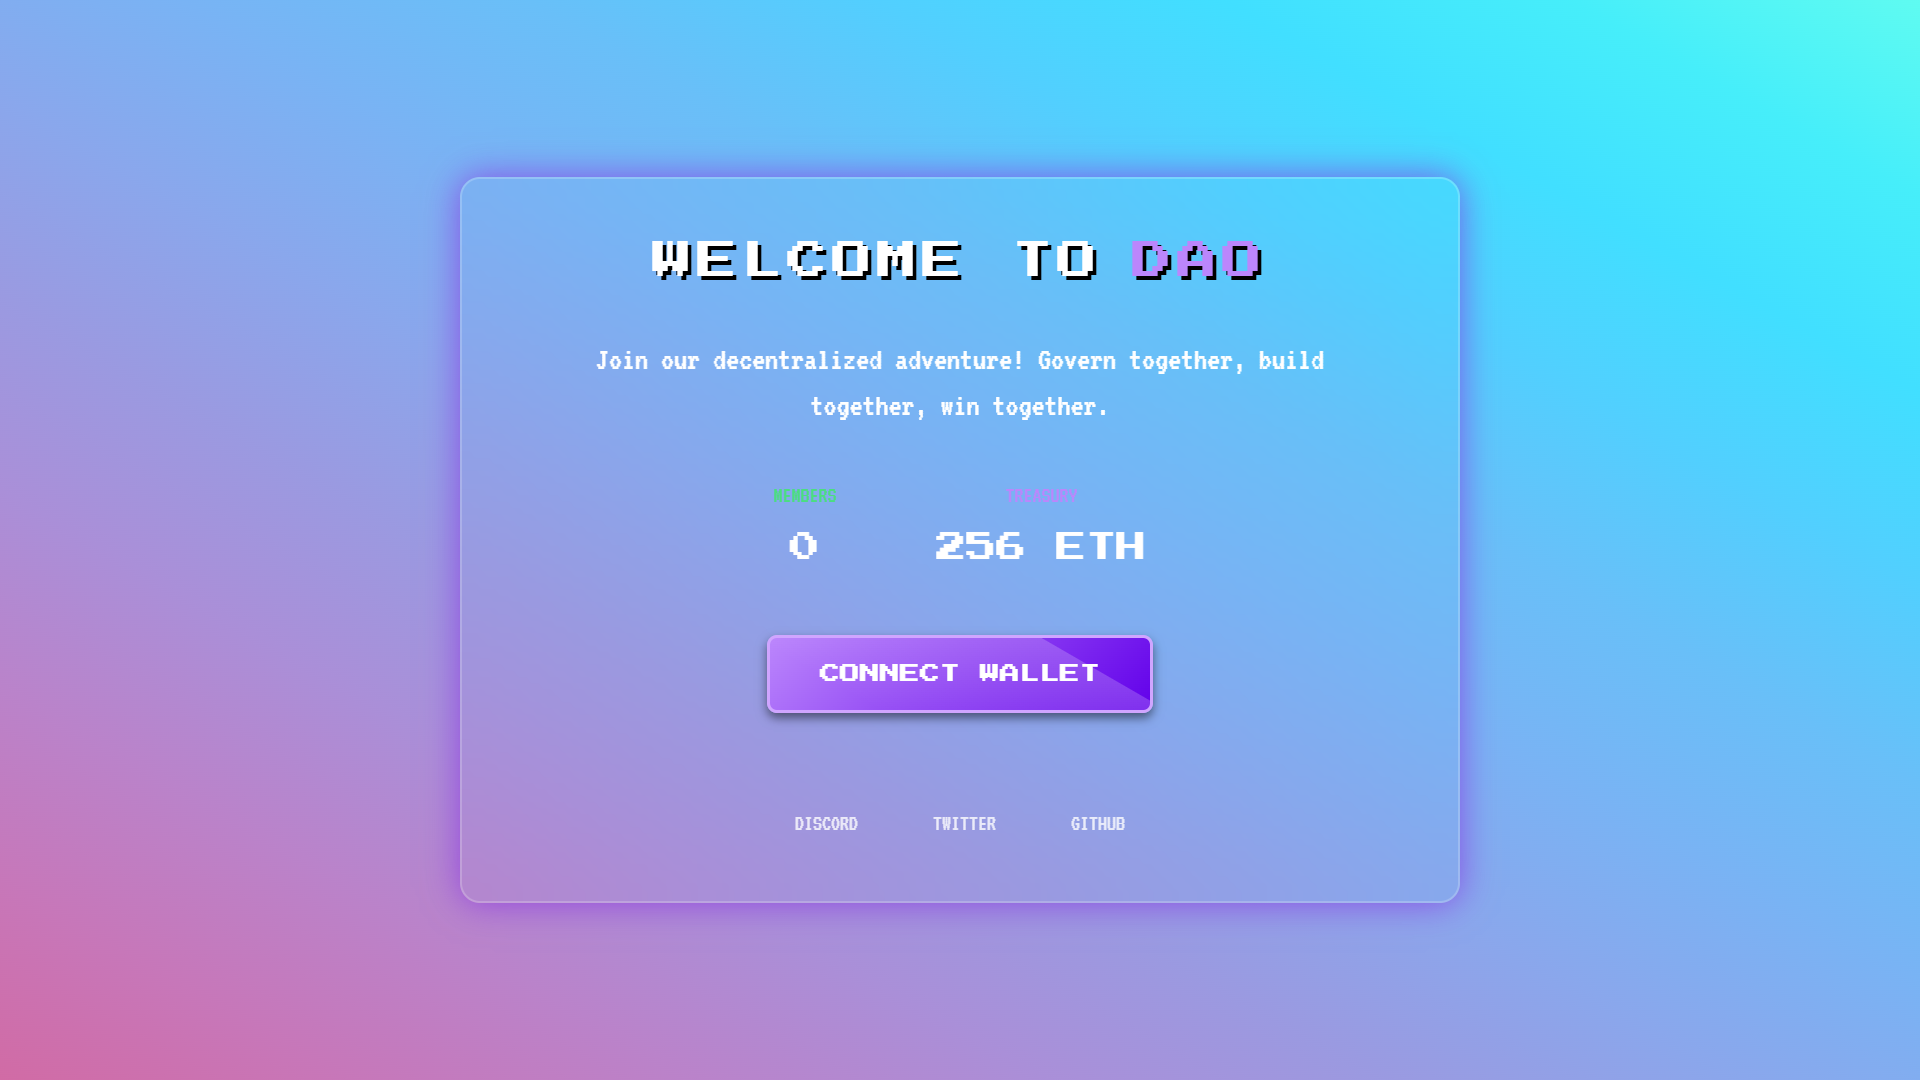 WELCOME TO DAO
Join our decentralized adventure! Govern together, build
together, win together.
MEMBERS TREASURY
0 256 ETH
CONNECT WALLET
DISCORD TWITTER GITHUB